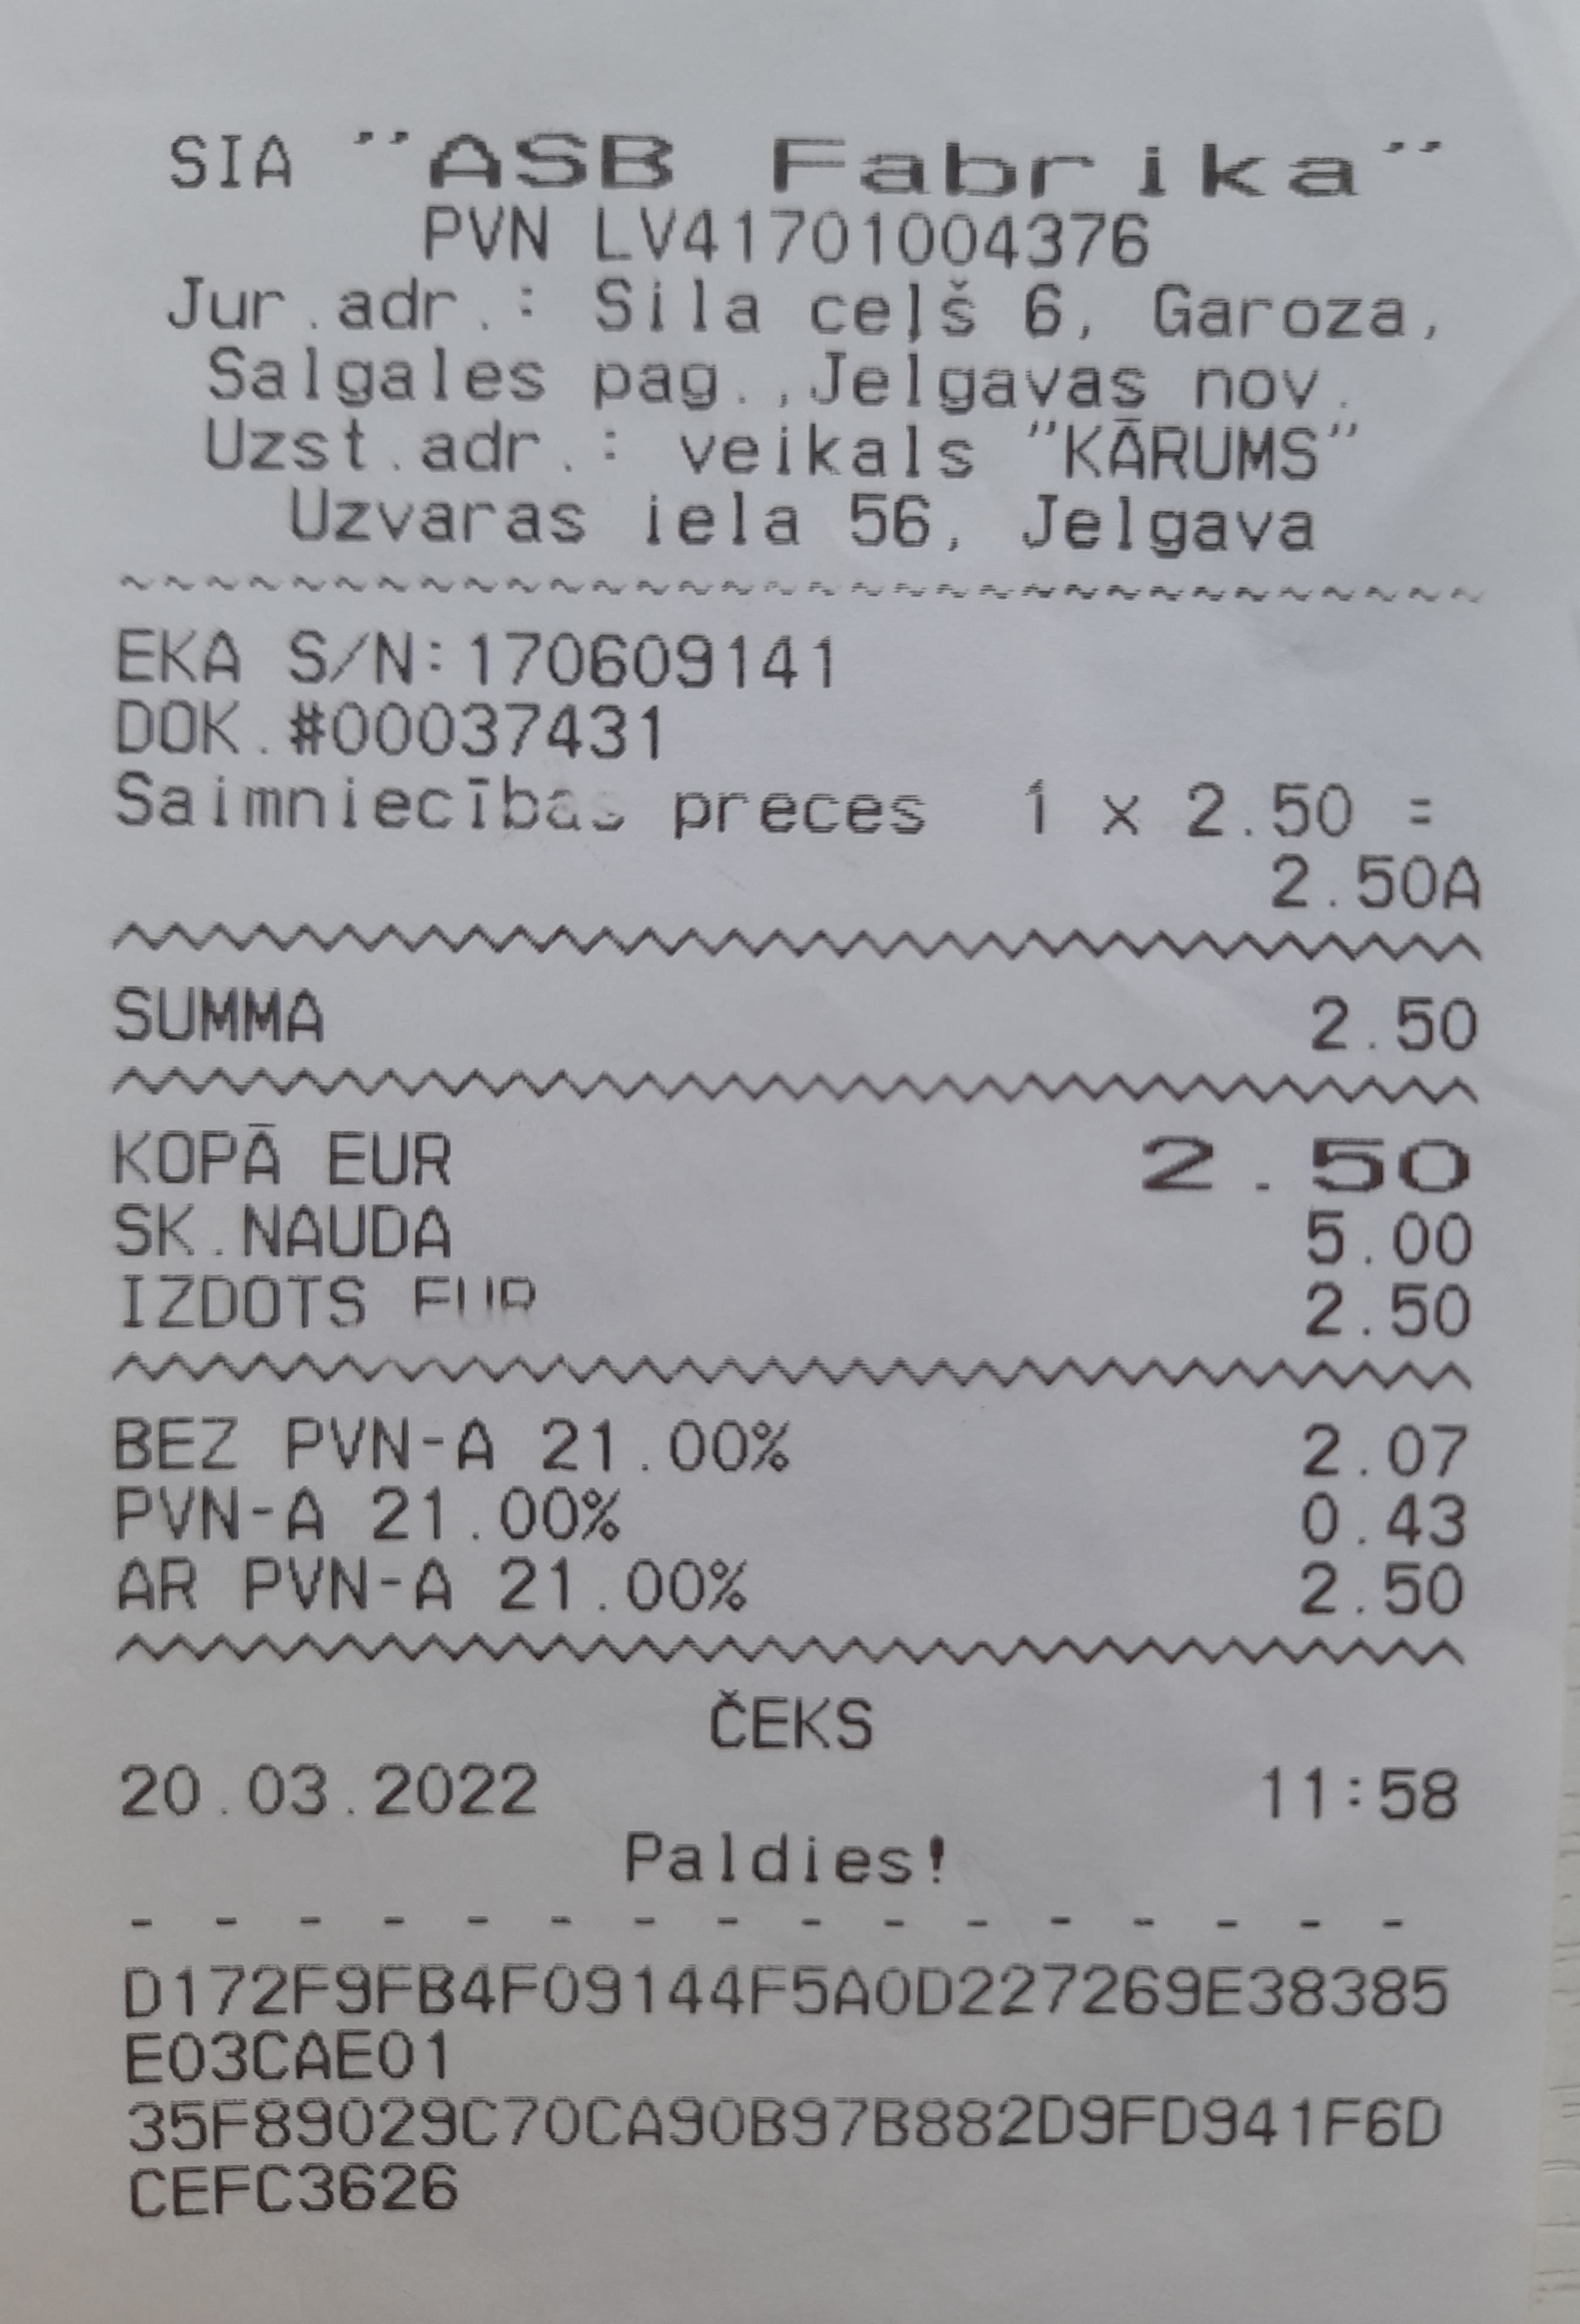 SIA "ASB Fabrika"
PVN LV41701004376
Jur.adr.: Sila ceļš 6, Garoza,
Salgales pag.,Jelgavas nov.
Uzst.adr.: veikals "KĀRUMS"
Uzvaras iela 56, Jelgava
~~~~~~~~~~~~~~~~~~~~~~~~~~~~~~~~
EKA S/N:170609141
DOK.#00037431
Saimniecības preces 1 x 2.50 =
2.50A
SUMMA 2.50
KOPĀ EUR 2.50
SK.NAUDA 5.00
IZDOTS EUR 2.50
BEZ PVN-A 21.00% 2.07
PVN-A 21.00% 0.43
AR PVN-A 21.00% 2.50
ČEKS
20.03.2022 11:58
Paldies!
- - - - - - - - - - - - - - - -
D172F9FB4F09144F5A0D227269E38385
E03CAE01
35F89029C70CA90B97B882D9FD941F6D
CEFC3626